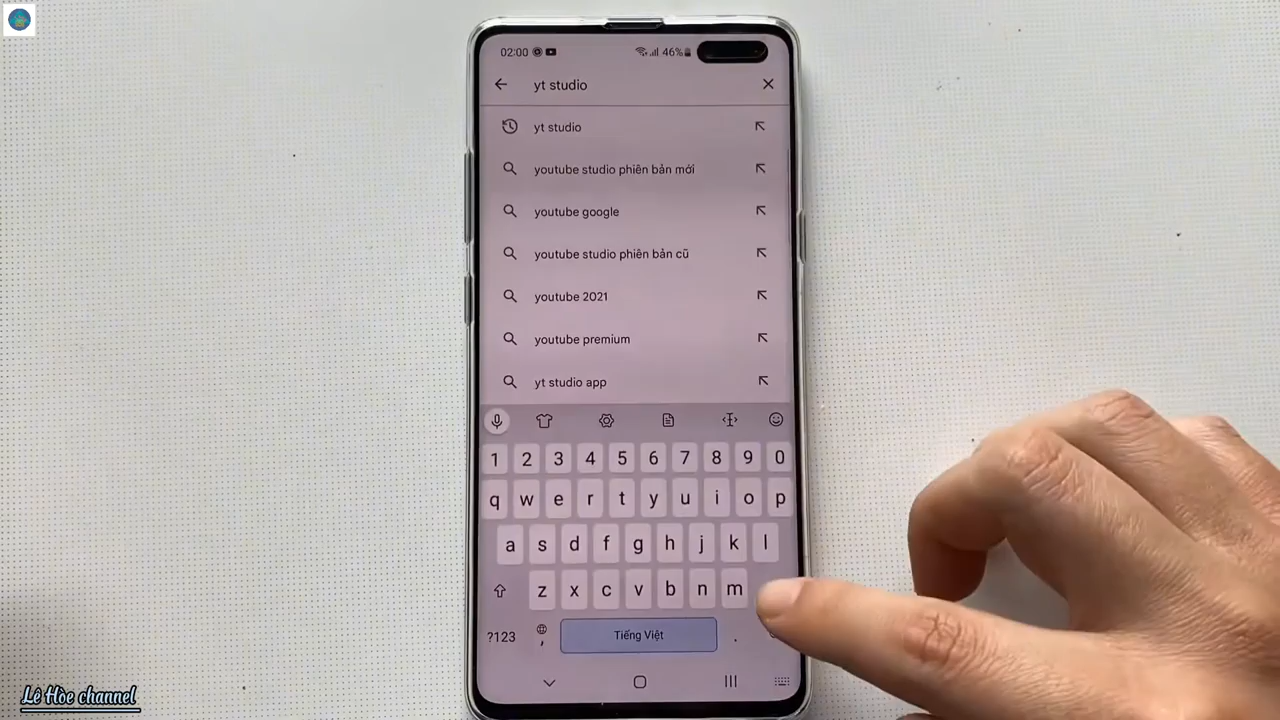 02:00 46%
yt studio
yt studio
youtube studio phiên bản mới
youtube google
youtube studio phiên bản cũ
youtube 2021
youtube premium
yt studio app
1 2 3 4 5 6 7 8 9 0
q w e r t y u i o p
a s d f g h j k l
z x c v b n m
?123 , Tiếng Việt .
Lê Hòe channel